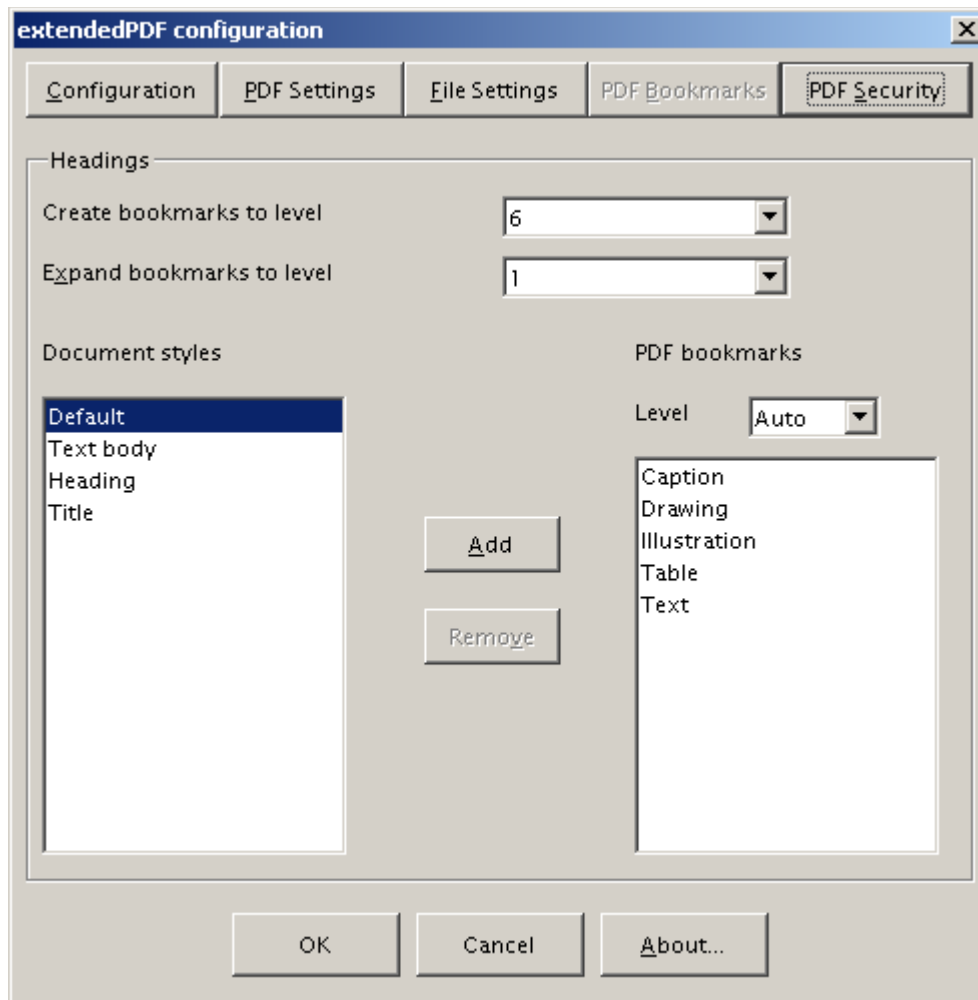 extendedPDF configuration
Configuration PDF Settings File Settings PDF Bookmarks PDF Security
Headings
Create bookmarks to level 6
Expand bookmarks to level 1
Document styles
Default
Text body
Heading
Title
Add
Remove
PDF bookmarks
Level Auto
Caption
Drawing
Illustration
Table
Text
OK Cancel About...